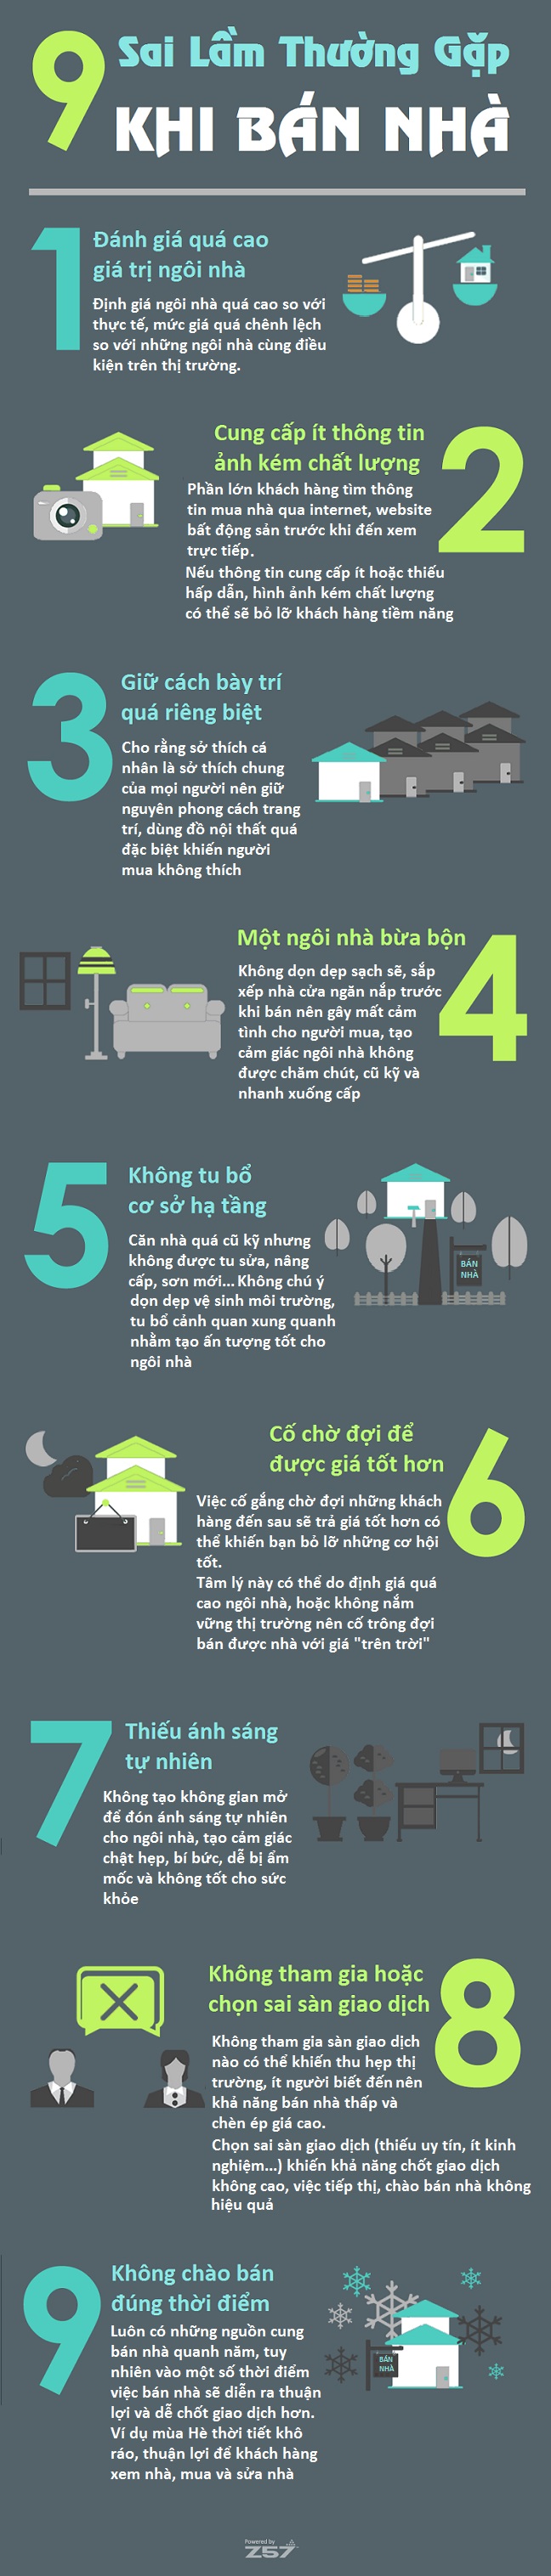 9 Sai Lầm Thường Gặp
KHI BÁN NHÀ
1
Đánh giá quá cao
giá trị ngôi nhà
Định giá ngôi nhà quá cao so với
thực tế, mức giá quá chênh lệch
so với những ngôi nhà cùng điều
kiện trên thị trường.
2
Cung cấp ít thông tin
ảnh kém chất lượng
Phần lớn khách hàng tìm thông
tin mua nhà qua internet, website
bất động sản trước khi đến xem
trực tiếp.
Nếu thông tin cung cấp ít hoặc thiếu
hấp dẫn, hình ảnh kém chất lượng
có thể sẽ bỏ lỡ khách hàng tiềm năng
3
Giữ cách bày trí
quá riêng biệt
Cho rằng sở thích cá
nhân là sở thích chung
của mọi người nên giữ
nguyên phong cách trang
trí, dùng đồ nội thất quá
đặc biệt khiến người
mua không thích
4
Một ngôi nhà bừa bộn
Không dọn dẹp sạch sẽ, sắp
xếp nhà cửa ngăn nắp trước
khi bán nên gây mất cảm
tình cho người mua, tạo
cảm giác ngôi nhà không
được chăm chút, cũ kỹ và
nhanh xuống cấp
5
Không tu bổ
cơ sở hạ tầng
Căn nhà quá cũ kỹ nhưng
không được tu sửa, nâng
cấp, sơn mới... Không chú ý
dọn dẹp vệ sinh môi trường,
tu bổ cảnh quan xung quanh
nhằm tạo ấn tượng tốt cho
ngôi nhà
BÁN
NHÀ
6
Cố chờ đợi để
được giá tốt hơn
Việc cố gắng chờ đợi những khách
hàng đến sau sẽ trả giá tốt hơn có
thể khiến bạn bỏ lỡ những cơ hội
tốt.
Tâm lý này có thể do định giá quá
cao ngôi nhà, hoặc không nắm
vững thị trường nên cố trông đợi
bán được nhà với giá "trên trời"
7
Thiếu ánh sáng
tự nhiên
Không tạo không gian mở
để đón ánh sáng tự nhiên
cho ngôi nhà, tạo cảm giác
chật hẹp, bí bức, dễ bị ẩm
mốc và không tốt cho sức
khỏe
8
Không tham gia hoặc
chọn sai sàn giao dịch
Không tham gia sàn giao dịch
nào có thể khiến thu hẹp thị
trường, ít người biết đến nên
khả năng bán nhà thấp và
chèn ép giá cao.
Chọn sai sàn giao dịch (thiếu uy tín, ít kinh
nghiệm...) khiến khả năng chốt giao dịch
không cao, việc tiếp thị, chào bán nhà không
hiệu quả
9
Không chào bán
đúng thời điểm
Luôn có những nguồn cung
bán nhà quanh năm, tuy
nhiên vào một số thời điểm
việc bán nhà sẽ diễn ra thuận
lợi và dễ chốt giao dịch hơn.
Ví dụ mùa Hè thời tiết khô
ráo, thuận lợi để khách hàng
xem nhà, mua và sửa nhà
BÁN
NHÀ
Powered by
Z57